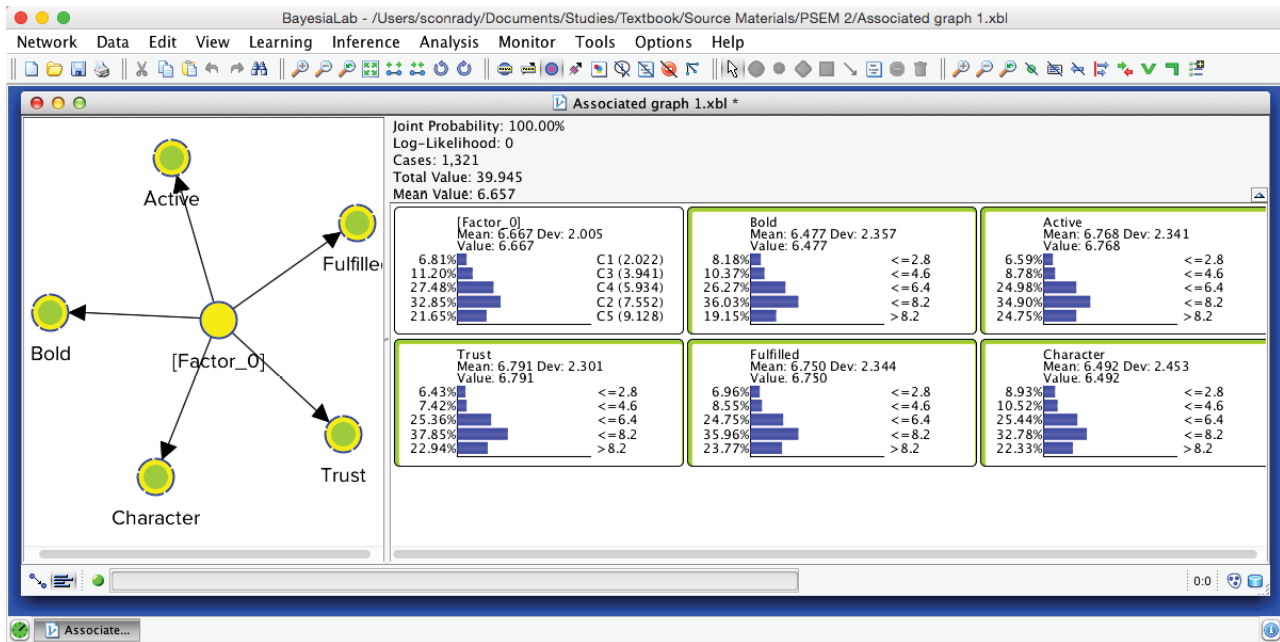 BayesiaLab - /Users/sconrady/Documents/Studies/Textbook/Source Materials/PSEM 2/Associated graph 1.xbl
Network Data Edit View Learning Inference Analysis Monitor Tools Options Help
Associated graph 1.xbl *
Active
Fulfille
Bold
[Factor_0]
Trust
Character
Joint Probability: 100.00%
Log-Likelihood: 0
Cases: 1,321
Total Value: 39.945
Mean Value: 6.657
[Factor_0]
Mean: 6.667 Dev: 2.005
Value: 6.667
6.81% C1 (2.022)
11.20% C3 (3.941)
27.48% C4 (5.934)
32.85% C2 (7.552)
21.65% C5 (9.128)
Bold
Mean: 6.477 Dev: 2.357
Value: 6.477
8.18% <=2.8
10.37% <=4.6
26.27% <=6.4
36.03% <=8.2
19.15% >8.2
Active
Mean: 6.768 Dev: 2.341
Value: 6.768
6.59% <=2.8
8.78% <=4.6
24.98% <=6.4
34.90% <=8.2
24.75% >8.2
Trust
Mean: 6.791 Dev: 2.301
Value: 6.791
6.43% <=2.8
7.42% <=4.6
25.36% <=6.4
37.85% <=8.2
22.94% >8.2
Fulfilled
Mean: 6.750 Dev: 2.344
Value: 6.750
6.96% <=2.8
8.55% <=4.6
24.75% <=6.4
35.96% <=8.2
23.77% >8.2
Character
Mean: 6.492 Dev: 2.453
Value: 6.492
8.93% <=2.8
10.52% <=4.6
25.44% <=6.4
32.78% <=8.2
22.33% >8.2
0:0
Associate...